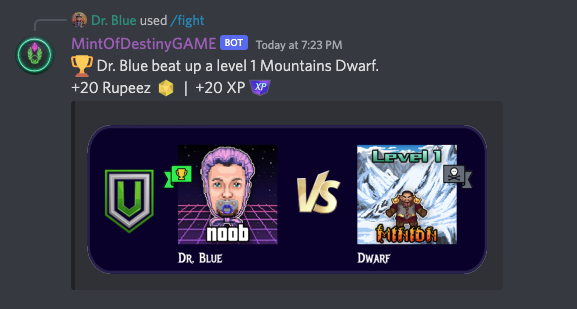 Dr. Blue used /fight
MintOfDestinyGAME BOT Today at 7:23 PM
Dr. Blue beat up a level 1 Mountains Dwarf.
+20 Rupeez | +20 XP XP
U
noob
VS
Level 1
MINION
Dr. Blue
Dwarf